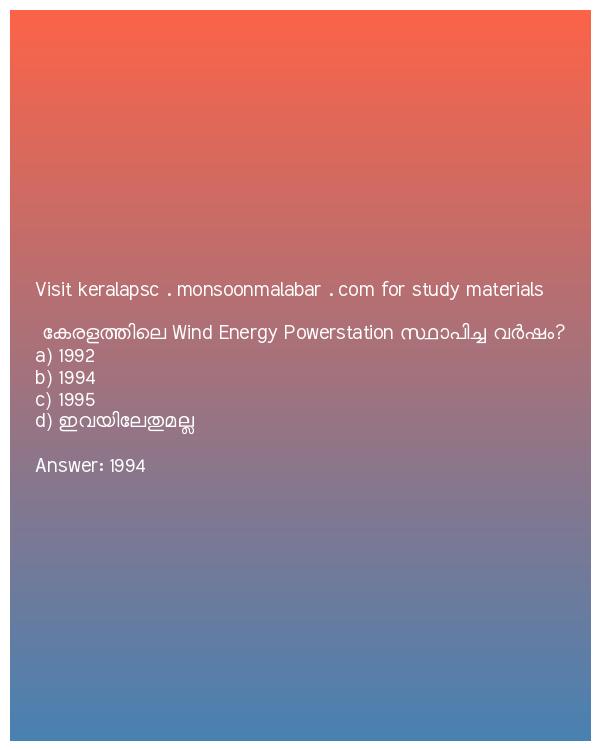 Visit keralapsc . monsoonmalabar . com for study materials
കേരളത്തിലെ Wind Energy Powerstation സ്ഥാപിച്ച വർഷം?
a) 1992
b) 1994
c) 1995
d) ഇവയിലേതുമല്ല
Answer: 1994